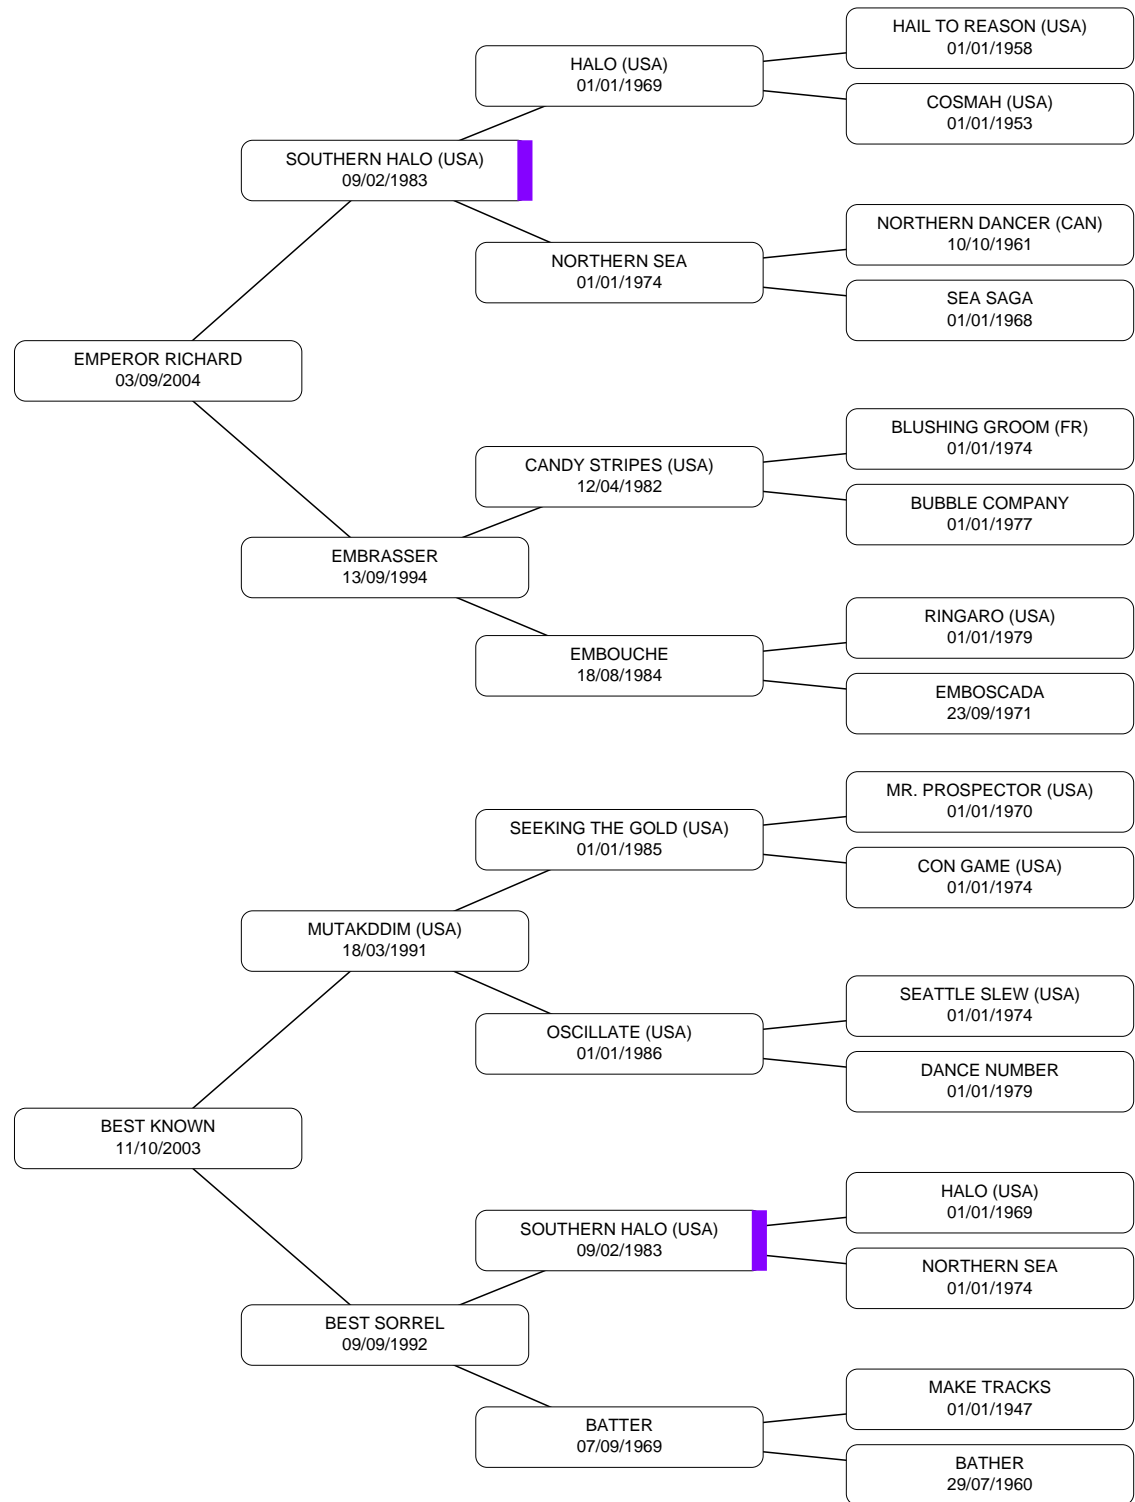 HAIL TO REASON (USA)
01/01/1958
HALO (USA)
01/01/1969
COSMAH (USA)
01/01/1953
SOUTHERN HALO (USA)
09/02/1983
NORTHERN DANCER (CAN)
10/10/1961
NORTHERN SEA
01/01/1974
SEA SAGA
01/01/1968
EMPEROR RICHARD
03/09/2004
BLUSHING GROOM (FR)
01/01/1974
CANDY STRIPES (USA)
12/04/1982
BUBBLE COMPANY
01/01/1977
EMBRASSER
13/09/1994
RINGARO (USA)
01/01/1979
EMBOUCHE
18/08/1984
EMBOSCADA
23/09/1971
MR. PROSPECTOR (USA)
01/01/1970
SEEKING THE GOLD (USA)
01/01/1985
CON GAME (USA)
01/01/1974
MUTAKDDIM (USA)
18/03/1991
SEATTLE SLEW (USA)
01/01/1974
OSCILLATE (USA)
01/01/1986
DANCE NUMBER
01/01/1979
BEST KNOWN
11/10/2003
HALO (USA)
01/01/1969
SOUTHERN HALO (USA)
09/02/1983
NORTHERN SEA
01/01/1974
BEST SORREL
09/09/1992
MAKE TRACKS
01/01/1947
BATTER
07/09/1969
BATHER
29/07/1960